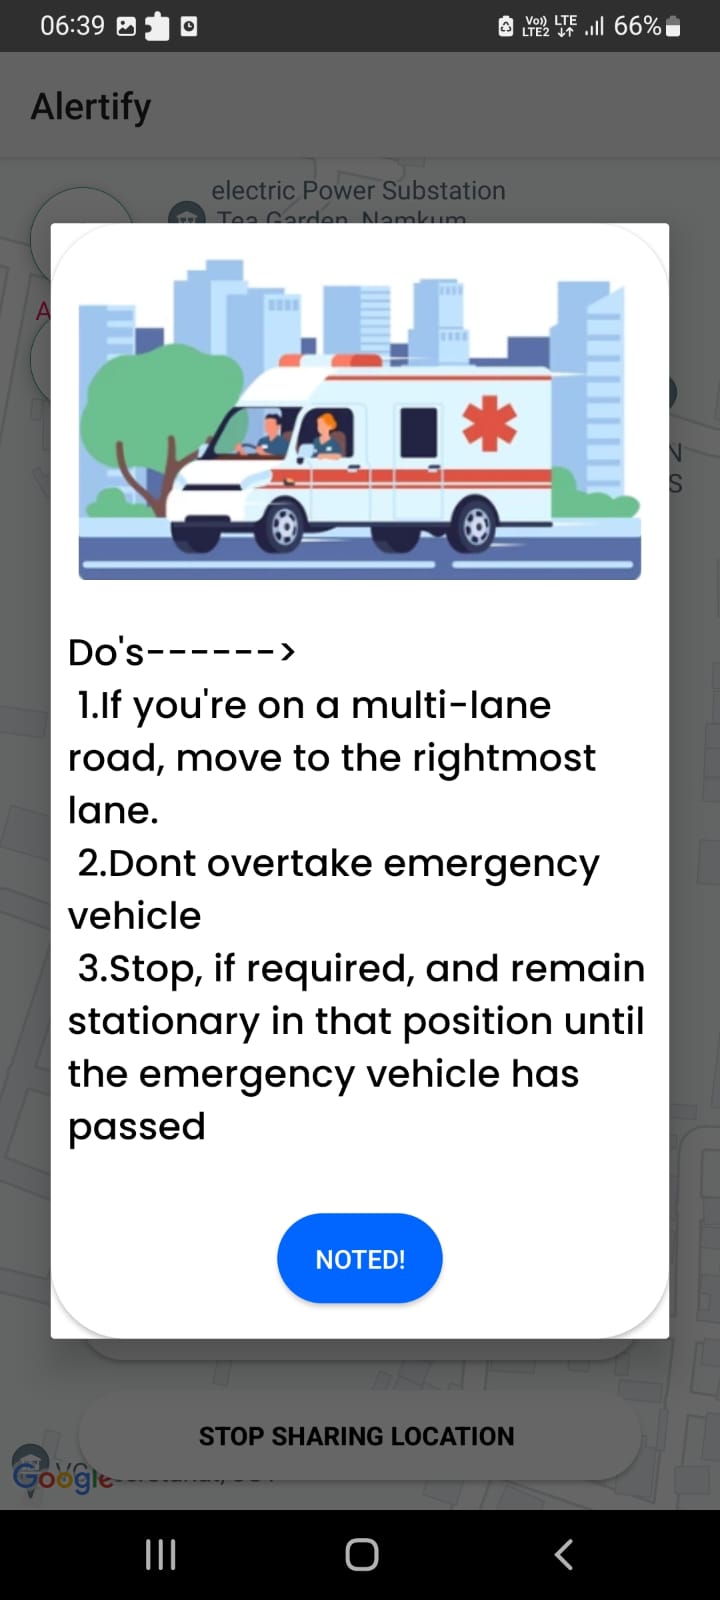 06:39
Vo)) LTE
LTE2
66%
Alertify
electric Power Substation
Tea Garden, Namkum
A
N
S
Do's------>
1.If you're on a multi-lane
road, move to the rightmost
lane.
2.Dont overtake emergency
vehicle
3.Stop, if required, and remain
stationary in that position until
the emergency vehicle has
passed
NOTED!
STOP SHARING LOCATION
Google